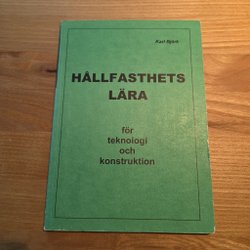 Karl Björk
HÅLLFASTHETS
LÄRA
för
teknologi
och
konstruktion